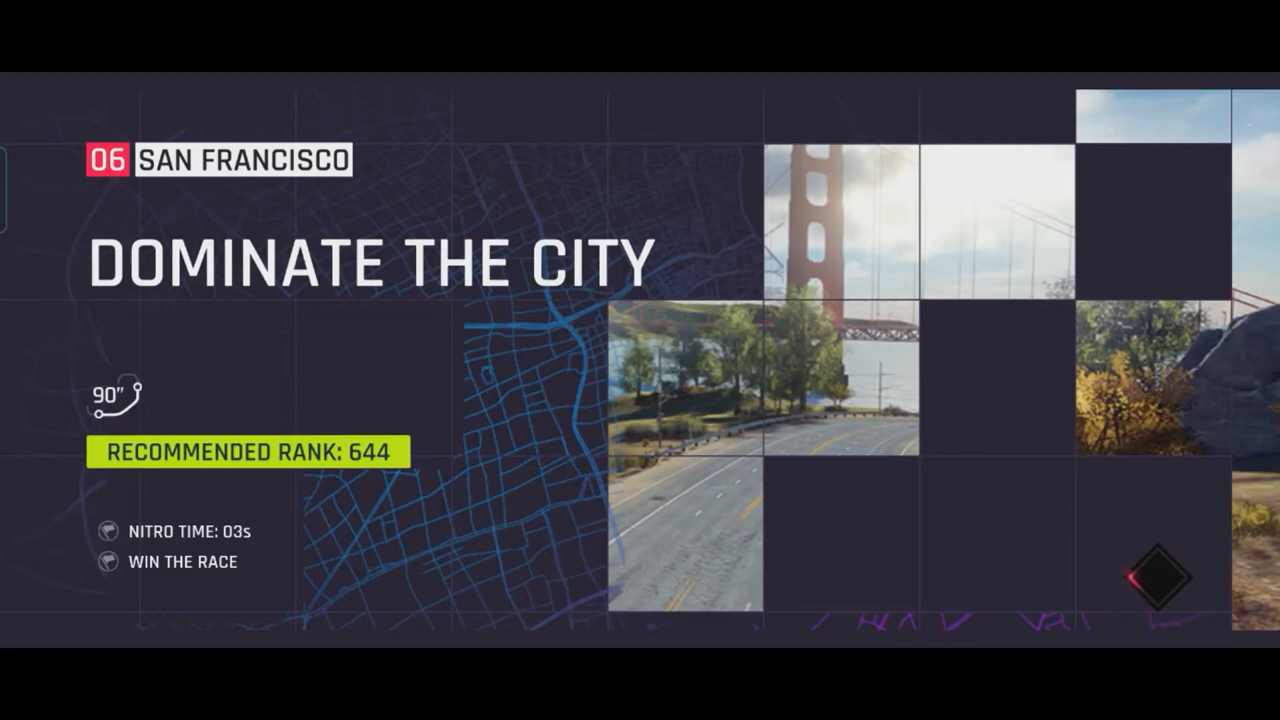 06 SAN FRANCISCO
DOMINATE THE CITY
90"
RECOMMENDED RANK: 644
NITRO TIME: 03s
WIN THE RACE